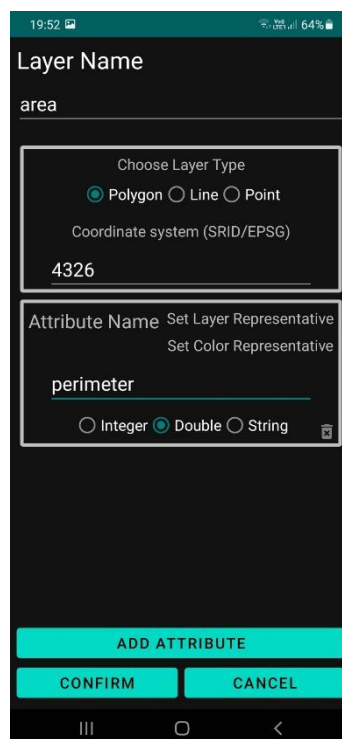 19:52 64%
Layer Name
area
Choose Layer Type
Polygon Line Point
Coordinate system (SRID/EPSG)
4326
Attribute Name Set Layer Representative
Set Color Representative
perimeter
Integer Double String
ADD ATTRIBUTE
CONFIRM CANCEL